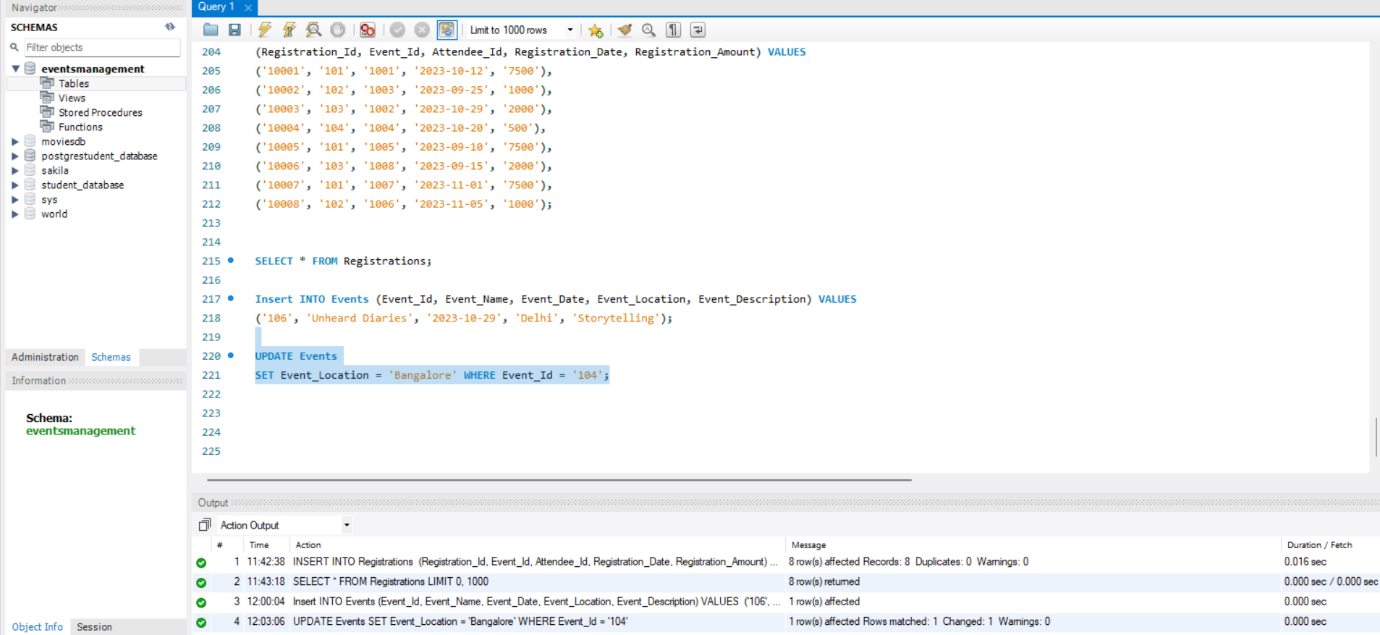 Navigator
SCHEMAS
Filter objects
eventsmanagement
Tables
Views
Stored Procedures
Functions
moviesdb
postgrestudent_database
sakila
student_database
sys
world
Administration Schemas
Information
Schema:
eventsmanagement
Object Info Session
Query 1
Limit to 1000 rows
204 (Registration_Id, Event_Id, Attendee_Id, Registration_Date, Registration_Amount) VALUES
205 ('10001', '101', '1001', '2023-10-12', '7500'),
206 ('10002', '102', '1003', '2023-09-25', '1000'),
207 ('10003', '103', '1002', '2023-10-29', '2000'),
208 ('10004', '104', '1004', '2023-10-20', '500'),
209 ('10005', '101', '1005', '2023-09-10', '7500'),
210 ('10006', '103', '1008', '2023-09-15', '2000'),
211 ('10007', '101', '1007', '2023-11-01', '7500'),
212 ('10008', '102', '1006', '2023-11-05', '1000');
213
214
215 SELECT * FROM Registrations;
216
217 Insert INTO Events (Event_Id, Event_Name, Event_Date, Event_Location, Event_Description) VALUES
218 ('106', 'Unheard Diaries', '2023-10-29', 'Delhi', 'Storytelling');
219
220 UPDATE Events
221 SET Event_Location = 'Bangalore' WHERE Event_Id = '104';
222
223
224
225
Output
Action Output
# Time Action Message Duration / Fetch
1 11:42:38 INSERT INTO Registrations (Registration_Id, Event_Id, Attendee_Id, Registration_Date, Registration_Amount) ... 8 row(s) affected Records: 8 Duplicates: 0 Warnings: 0 0.016 sec
2 11:43:18 SELECT * FROM Registrations LIMIT 0, 1000 8 row(s) returned 0.000 sec / 0.000 sec
3 12:00:04 Insert INTO Events (Event_Id, Event_Name, Event_Date, Event_Location, Event_Description) VALUES ('106', ... 1 row(s) affected 0.000 sec
4 12:03:06 UPDATE Events SET Event_Location = 'Bangalore' WHERE Event_Id = '104' 1 row(s) affected Rows matched: 1 Changed: 1 Warnings: 0 0.000 sec